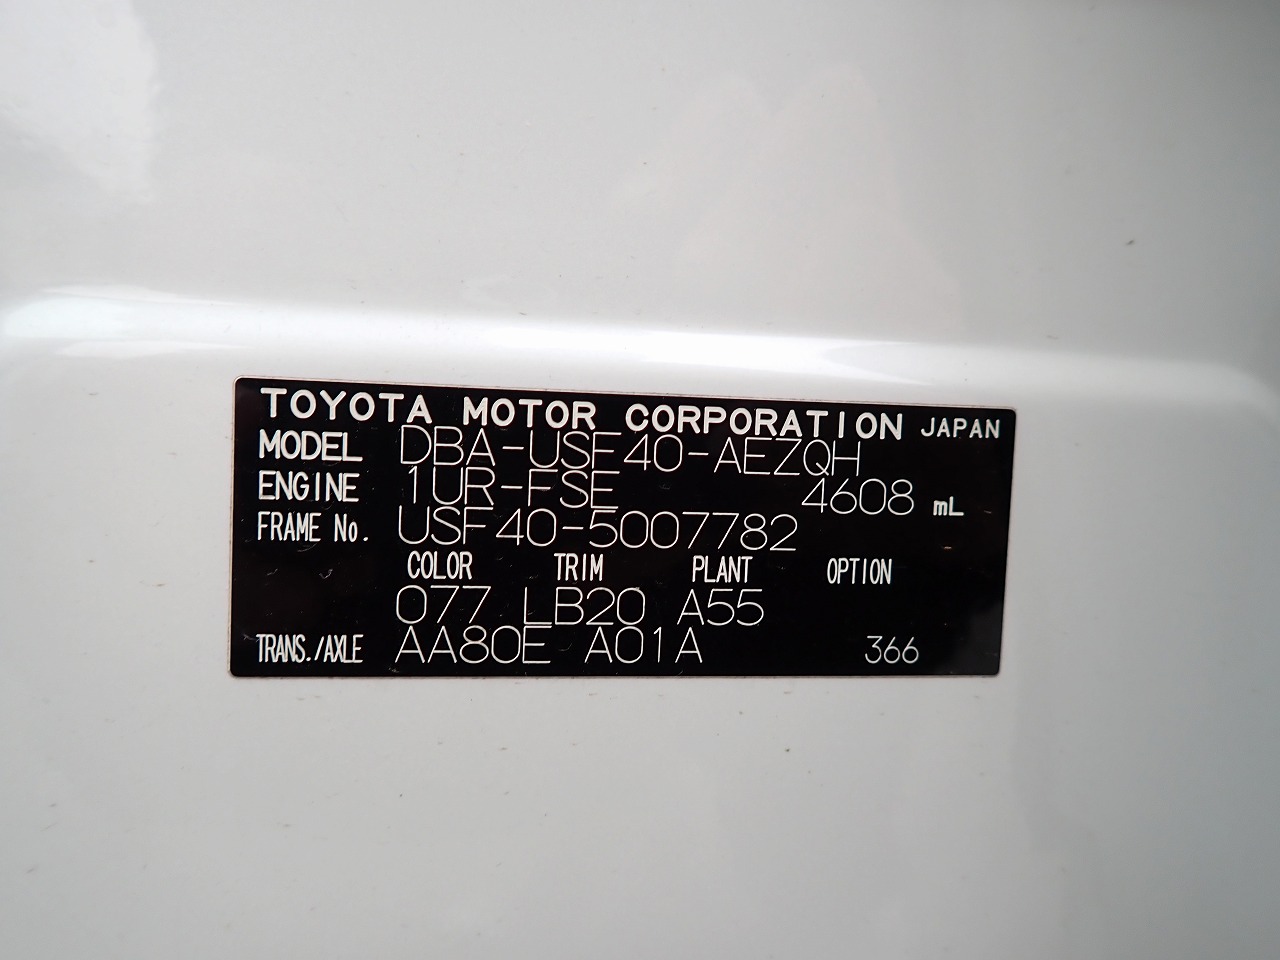 TOYOTA MOTOR CORPORATION JAPAN
MODEL DBA-USF40-AEZQH
ENGINE 1UR-FSE 4608 mL
FRAME No. USF40-5007782
COLOR TRIM PLANT OPTION
077 LB20 A55
TRANS./AXLE AA80E A01A 366